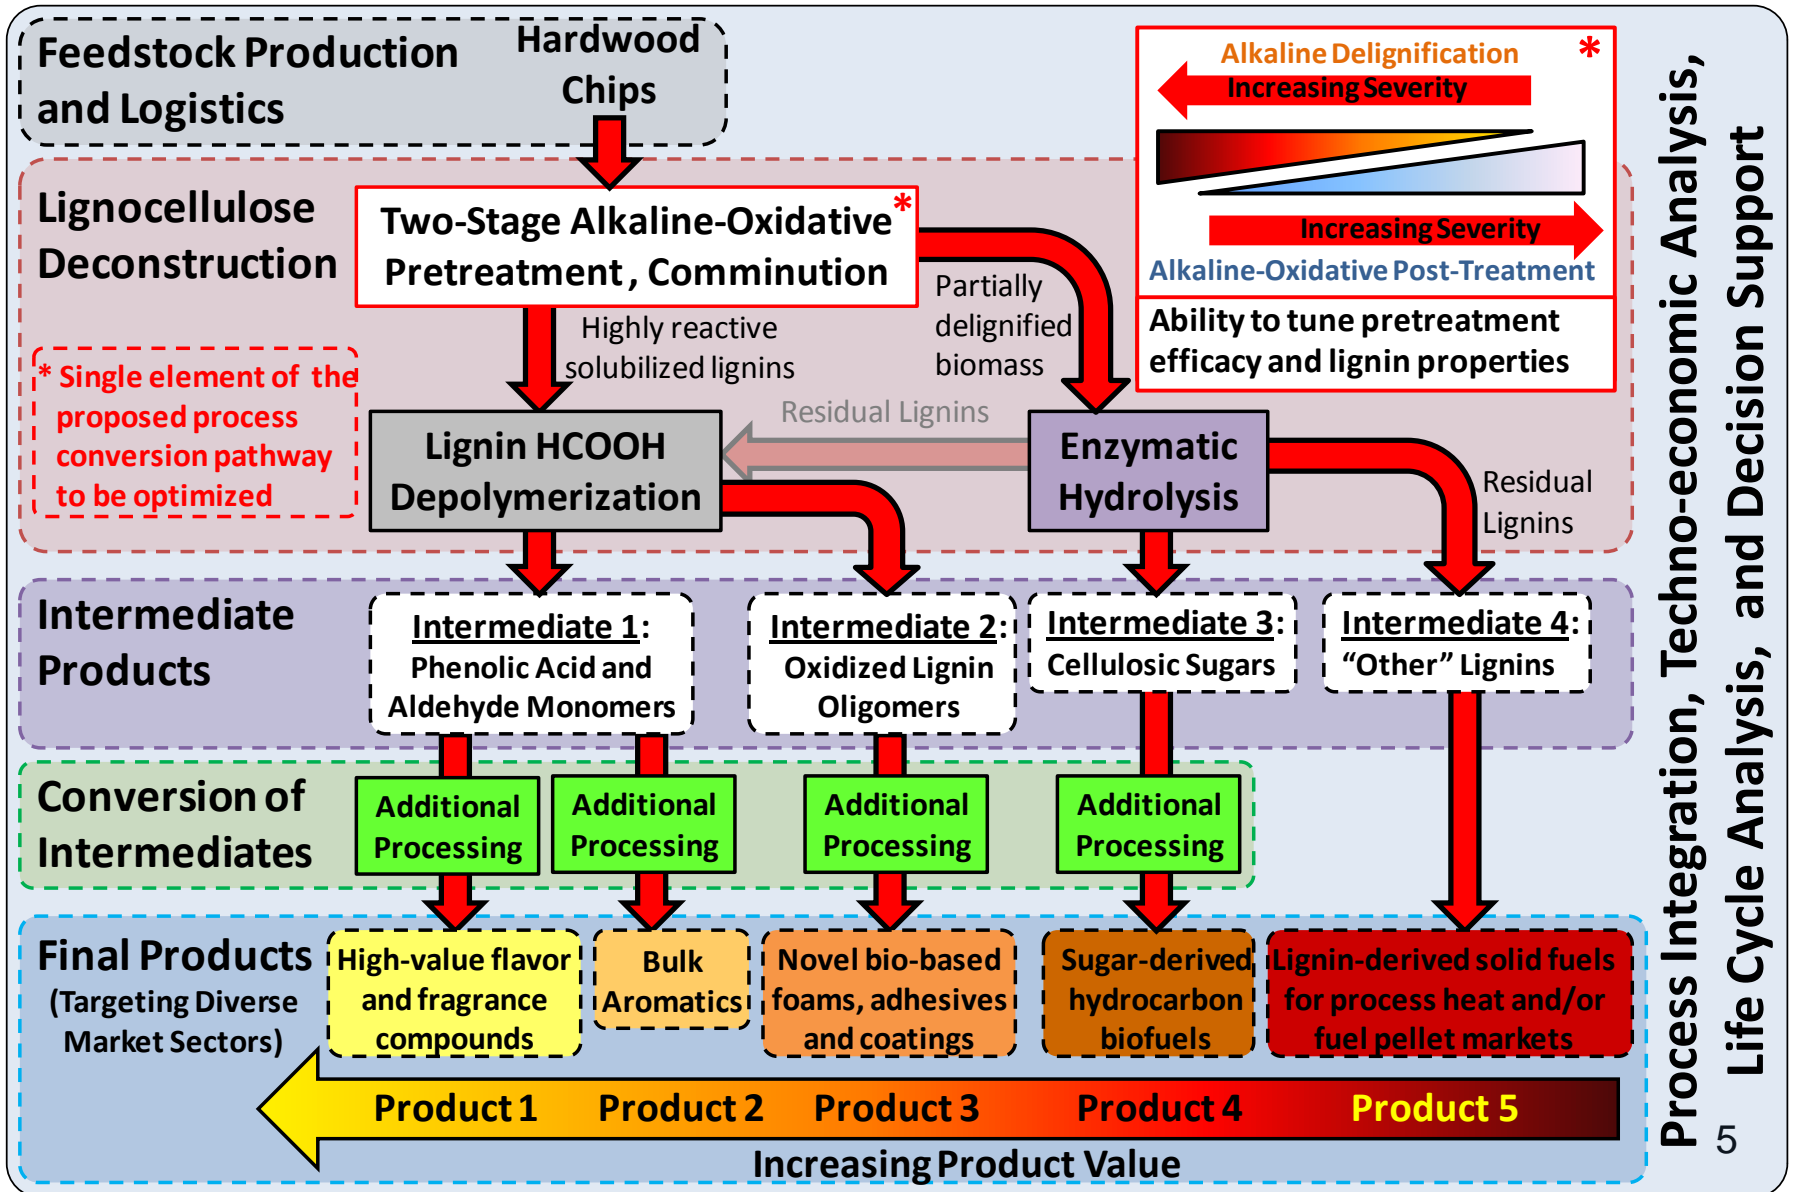 Feedstock Production
and Logistics
Hardwood
Chips
Alkaline Delignification
*
Increasing Severity
Increasing Severity
Alkaline-Oxidative Post-Treatment
Ability to tune pretreatment
efficacy and lignin properties
Lignocellulose
Deconstruction
Two-Stage Alkaline-Oxidative*
Pretreatment, Comminution
Highly reactive
solubilized lignins
Partially
delignified
biomass
* Single element of the
proposed process
conversion pathway
to be optimized
Lignin HCOOH
Depolymerization
Residual Lignins
Enzymatic
Hydrolysis
Residual
Lignins
Intermediate
Products
Intermediate 1:
Phenolic Acid and
Aldehyde Monomers
Intermediate 2:
Oxidized Lignin
Oligomers
Intermediate 3:
Cellulosic Sugars
Intermediate 4:
“Other” Lignins
Conversion of
Intermediates
Additional
Processing
Additional
Processing
Additional
Processing
Additional
Processing
Final Products
(Targeting Diverse
Market Sectors)
High-value flavor
and fragrance
compounds
Bulk
Aromatics
Novel bio-based
foams, adhesives
and coatings
Sugar-derived
hydrocarbon
biofuels
Lignin-derived solid fuels
for process heat and/or
fuel pellet markets
Product 1
Product 2
Product 3
Product 4
Product 5
Increasing Product Value
Process Integration, Techno-economic Analysis,
Life Cycle Analysis, and Decision Support
5